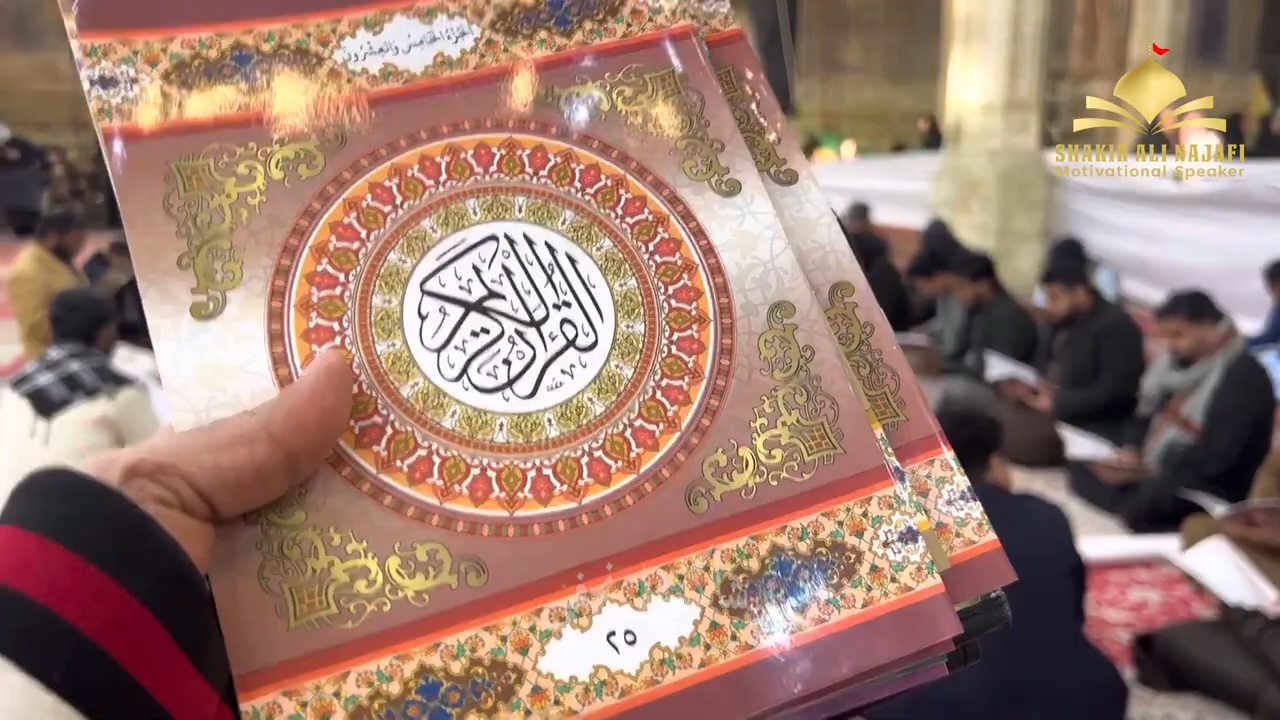 الجزء الخامس والعشرون
القرآن الكريم
٢٥
SHAKIR ALI NAJAFI
Motivational Speaker